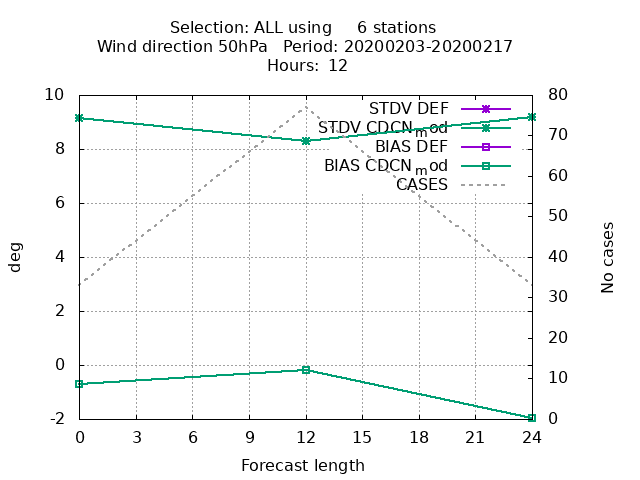 Selection: ALL using 6 stations
Wind direction 50hPa Period: 20200203-20200217
Hours: 12
10 80
STDV DEF
STDV CDCN_mod
70
8
BIAS DEF
BIAS CDCN_mod
60
CASES
6
50
4 40
30
2
20
0
10
-2 0
0 3 6 9 12 15 18 21 24
deg
No cases
Forecast length